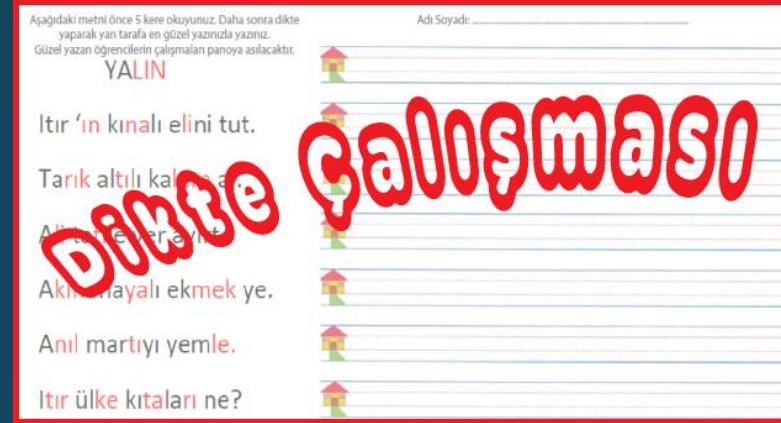 Aşağıdaki metni önce 5 kere okuyunuz. Daha sonra dikte
yaparak yan tarafa en güzel yazınızla yazınız.
Güzel yazan öğrencilerin çalışmaları panoya asılacaktır.
Adı Soyadı:
YALIN
Itır ‘ın kınalı elini tut.
Tarık altılı
Ali
ekmek ye.
Anıl martıyı yemle.
Itır ülke kıtaları ne?
Dikte Çalışması